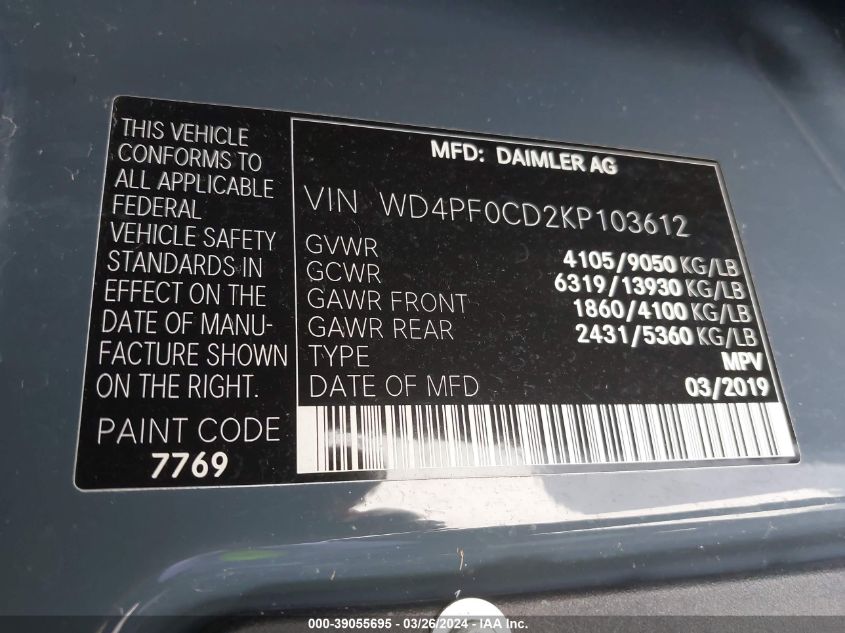 THIS VEHICLE
CONFORMS TO
ALL APPLICABLE
FEDERAL
VEHICLE SAFETY
STANDARDS IN
EFFECT ON THE
DATE OF MANU-
FACTURE SHOWN
ON THE RIGHT.
PAINT CODE
7769
MFD: DAIMLER AG
VIN WD4PF0CD2KP103612
GVWR 4105/9050 KG/LB
GCWR 6319/13930 KG/LB
GAWR FRONT 1860/4100 KG/LB
GAWR REAR 2431/5360 KG/LB
TYPE MPV
DATE OF MFD 03/2019
000-39055695 - 03/26/2024 - IAA Inc.